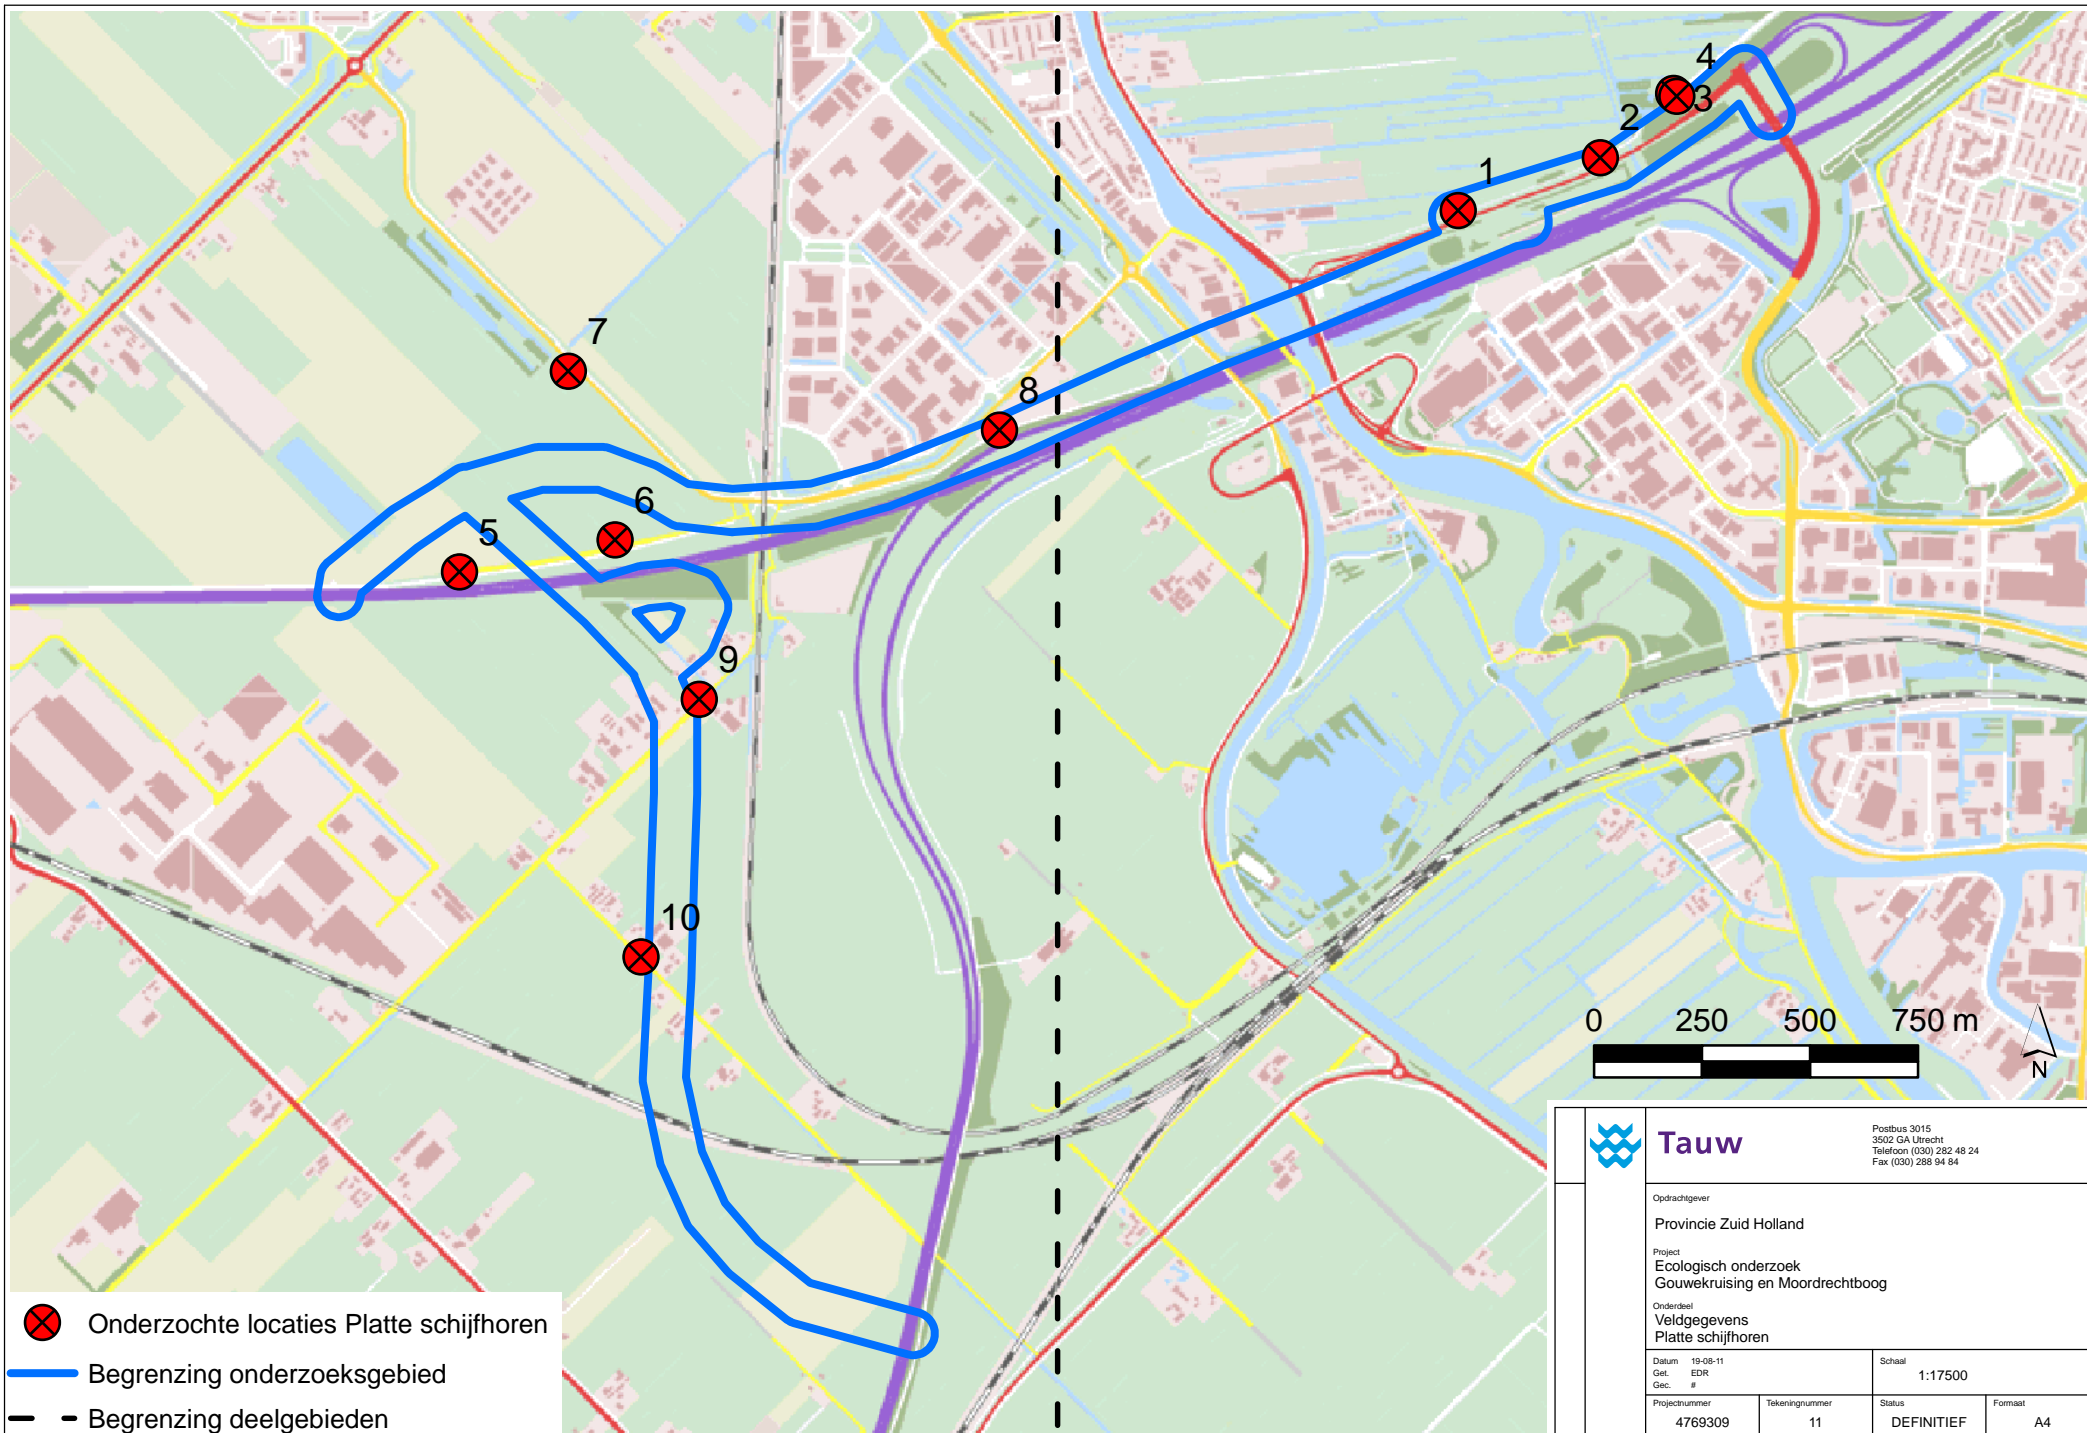 4
3
2
1
7
8
6
5
9
10
0 250 500 750 m
N
Onderzochte locaties Platte schijfhoren
Begrenzing onderzoeksgebied
Begrenzing deelgebieden
Tauw
Postbus 3015
3502 GA Utrecht
Telefoon (030) 282 48 24
Fax (030) 288 94 84
Opdrachtgever
Provincie Zuid Holland
Project
Ecologisch onderzoek
Gouwekruising en Moordrechtboog
Onderdeel
Veldgegevens
Platte schijfhoren
Datum 19-08-11
Get. EDR
Gec. #
Schaal
1:17500
Projectnummer
4769309
Tekeningnummer
11
Status
DEFINITIEF
Formaat
A4